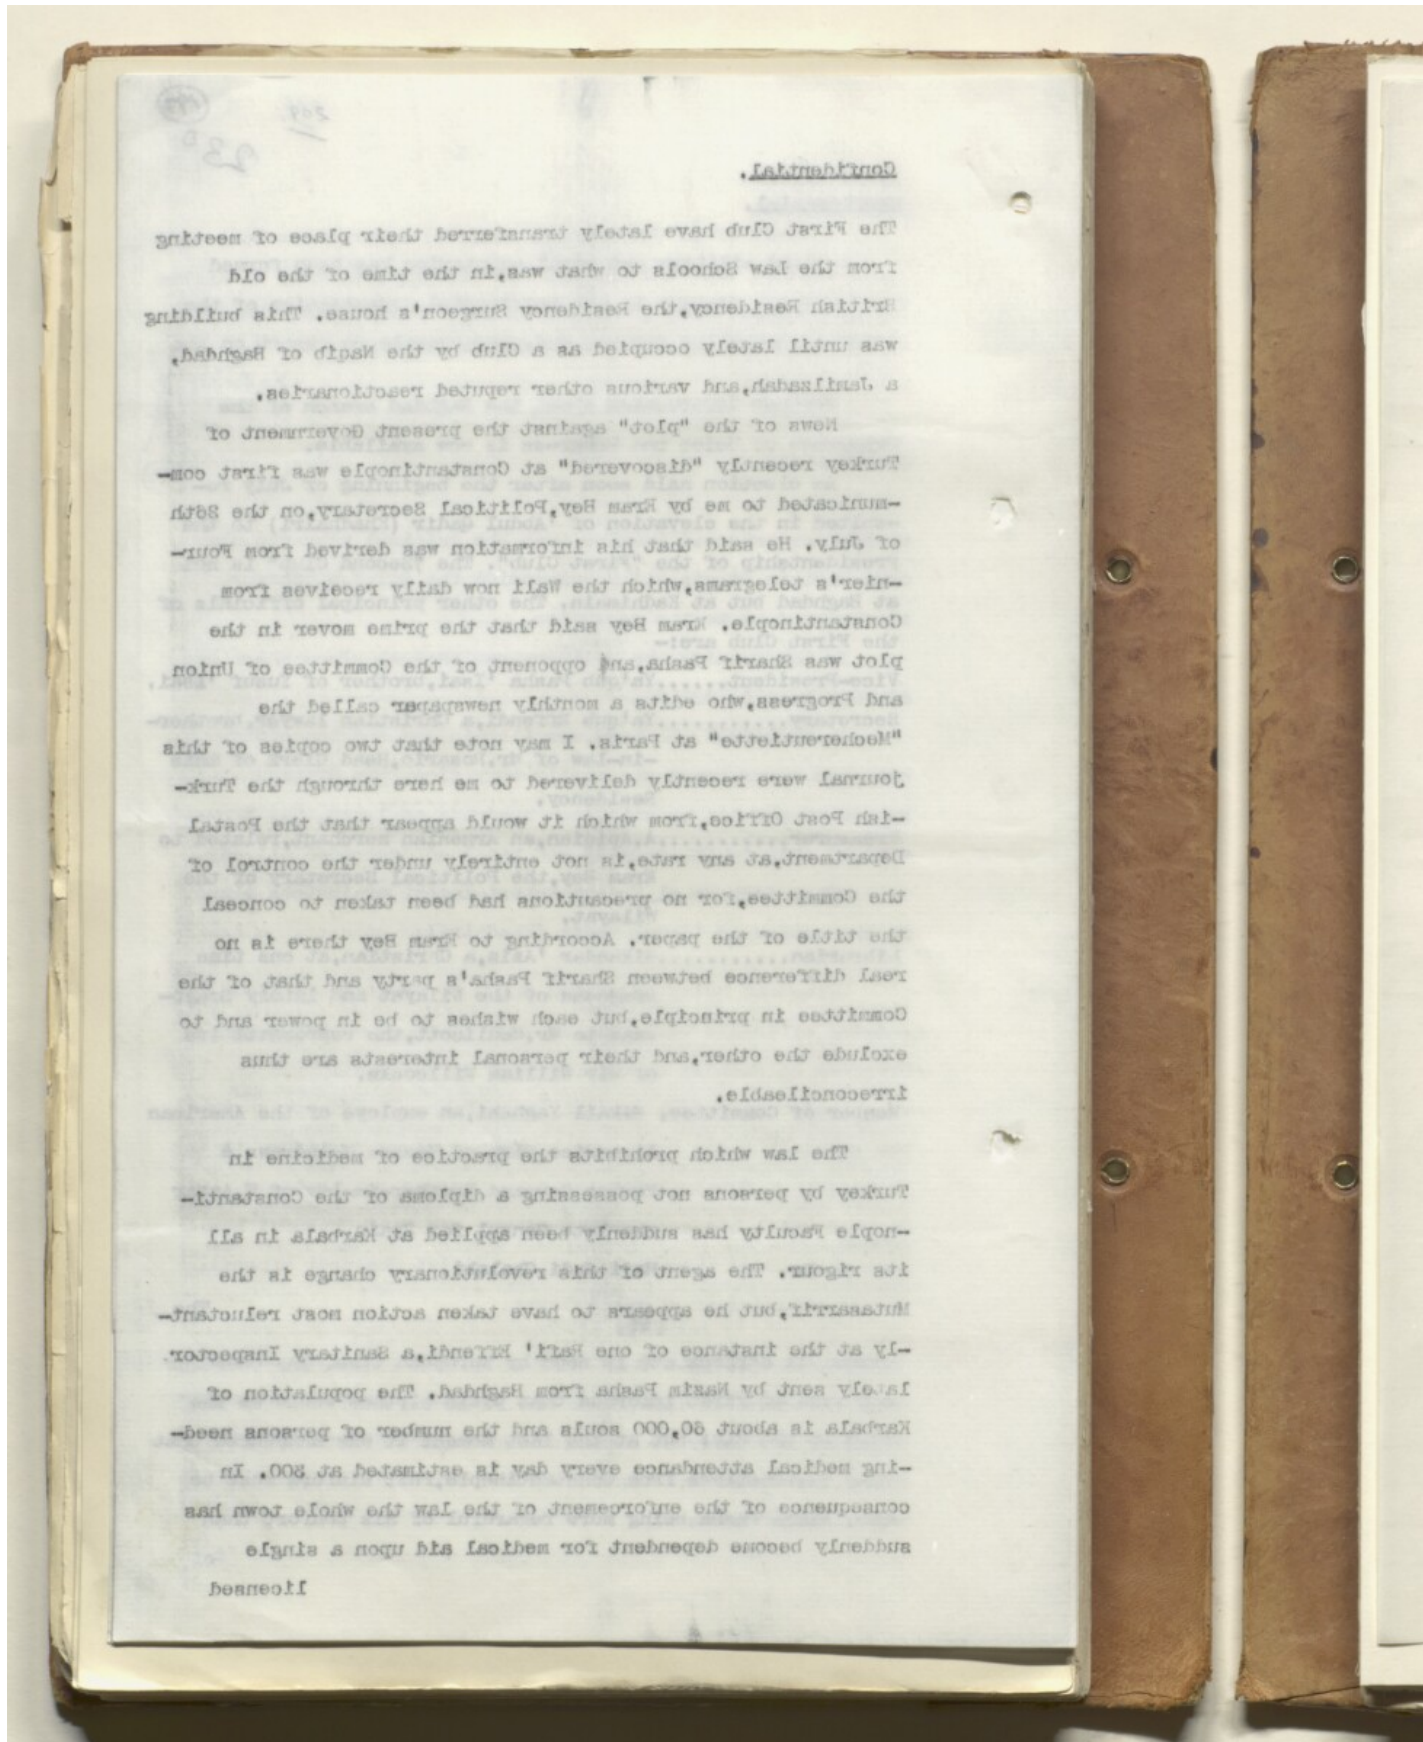 Confidential.
The First Club have lately transferred their place of meeting
from the Law Schools to what was,in the time of the old
British Residency,the Residency Surgeon's house. This building
was until lately occupied as a Club by the Naqib of Baghdad,
a Jamilzadah,and various other reputed reactionaries.
News of the "plot" against the present Government of
Turkey recently "discovered" at Constantinople was first com-
-municated to me by Eram Bey,Political Secretary,on the 26th
of July. He said that his information was derived from Four-
-nier's telegrams,which the Wali now daily receives from
Constantinople. Eram Bey said that the prime mover in the
plot was Sharif Pasha,and opponent of the Committee of Union
and Progress,who edits a monthly newspaper called the
"Mecherentiette" at Paris. I may note that two copies of this
journal were recently delivered to me here through the Turk-
-ish Post Office,from which it would appear that the Postal
Department,at any rate,is not entirely under the control of
the Committee,for no precautions had been taken to conceal
the title of the paper. According to Eram Bey there is no
real difference between Sharif Pasha's party and that of the
Committee in principle,but each wishes to be in power and to
exclude the other,and their personal interests are thus
irreconcileable.
The law which prohibits the practice of medicine in
Turkey by persons not possessing a diploma of the Constanti-
-nople Faculty has suddenly been applied at Karbala in all
its rigour. The agent of this revolutionary change is the
Mutasarrif,but he appears to have taken action most reluctant-
-ly at the instance of one Rafi' Effendi,a Sanitary Inspector
lately sent by Nazim Pasha from Baghdad. The population of
Karbala is about 60,000 souls and the number of persons need-
-ing medical attendance every day is estimated at 300. In
consequence of the enforcement of the law the whole town has
suddenly become dependent for medical aid upon a single
licensed